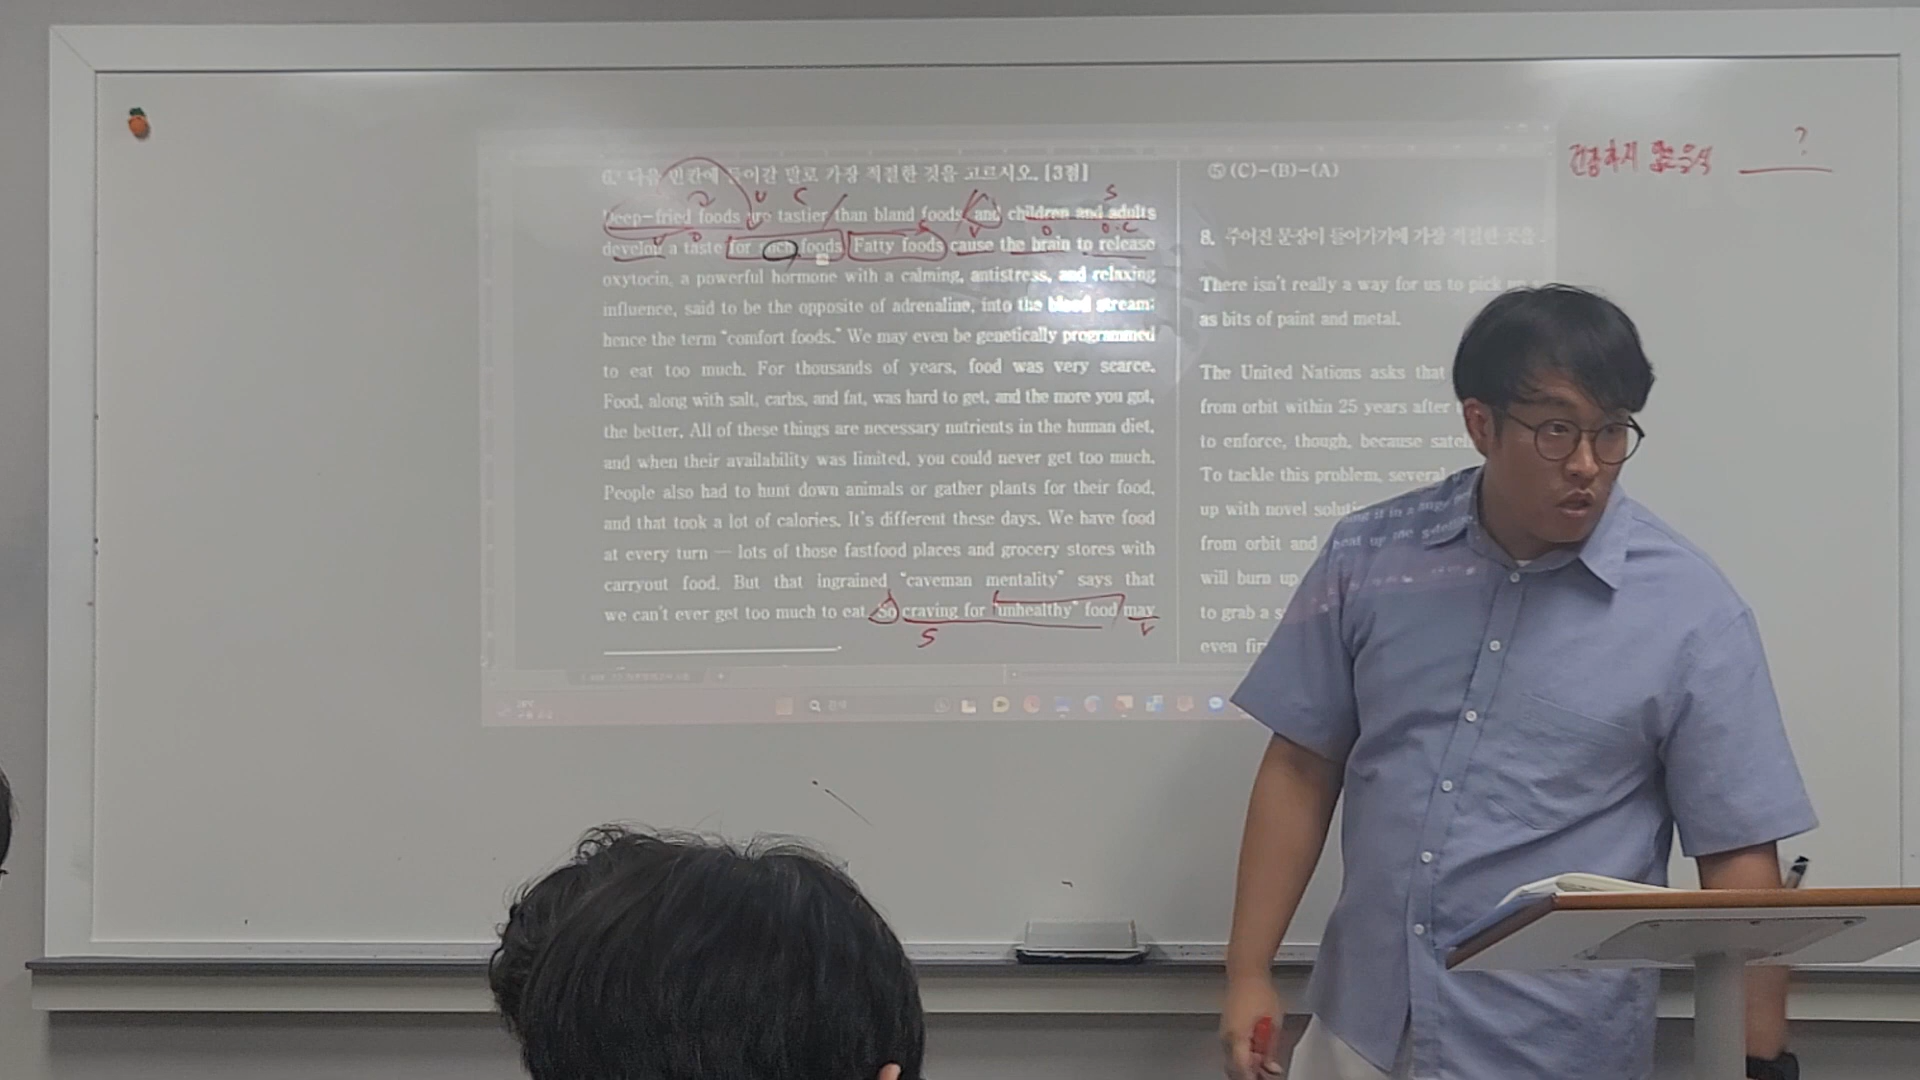 6. 다음 빈칸에 들어갈 말로 가장 적절한 것을 고르시오. [3점]
Deep-fried foods are tastier than bland foods, and children and adults
develop a taste for such foods. Fatty foods cause the brain to release
oxytocin, a powerful hormone with a calming, antistress, and relaxing
influence, said to be the opposite of adrenaline, into the blood stream;
hence the term "comfort foods." We may even be genetically programmed
to eat too much. For thousands of years, food was very scarce.
Food, along with salt, carbs, and fat, was hard to get, and the more you got,
the better. All of these things are necessary nutrients in the human diet,
and when their availability was limited, you could never get too much.
People also had to hunt down animals or gather plants for their food,
and that took a lot of calories. It's different these days. We have food
at every turn — lots of those fastfood places and grocery stores with
carryout food. But that ingrained "caveman mentality" says that
we can't ever get too much to eat. So craving for "unhealthy" food may
S V
⑤ (C)-(B)-(A)
8. 주어진 문장이 들어가기에 가장 적절한 곳을
There isn't really a way for us to pick up
as bits of paint and metal.
The United Nations asks that
from orbit within 25 years after
to enforce, though, because
To tackle this problem, several
up with novel
from orbit and
will burn up
to grab a
even
건강하지 않은 음식 ?
검색